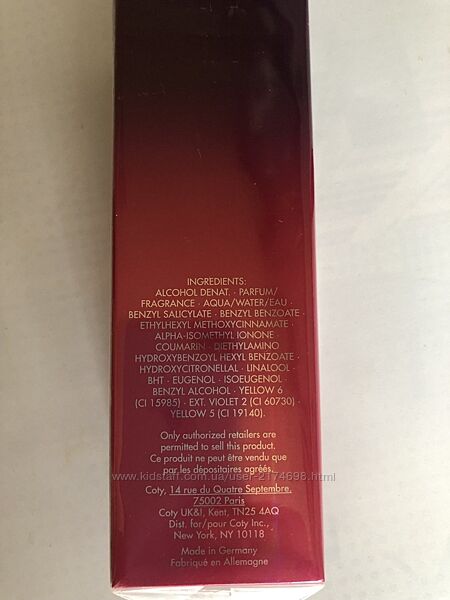 INGREDIENTS:
ALCOHOL DENAT. · PARFUM/
FRAGRANCE · AQUA/WATER/EAU ·
BENZYL SALICYLATE · BENZYL BENZOATE ·
ETHYLHEXYL METHOXYCINNAMATE ·
ALPHA-ISOMETHYL IONONE ·
COUMARIN · DIETHYLAMINO
HYDROXYBENZOYL HEXYL BENZOATE ·
HYDROXYCITRONELLAL · LINALOOL ·
BHT · EUGENOL · ISOEUGENOL ·
BENZYL ALCOHOL · YELLOW 6
(CI 15985) · EXT. VIOLET 2 (CI 60730) ·
YELLOW 5 (CI 19140).
Only authorized retailers are
permitted to sell this product.
Ce produit ne peut être vendu que
par les dépositaires agréés.
www.kidstaff.com.ua/user-2174698.html
Coty, 14 rue du Quatre Septembre,
75002 Paris
Coty UK&I, Kent, TN25 4AQ
Dist. for/pour Coty Inc.,
New York, NY 10118
Made in Germany
Fabriqué en Allemagne